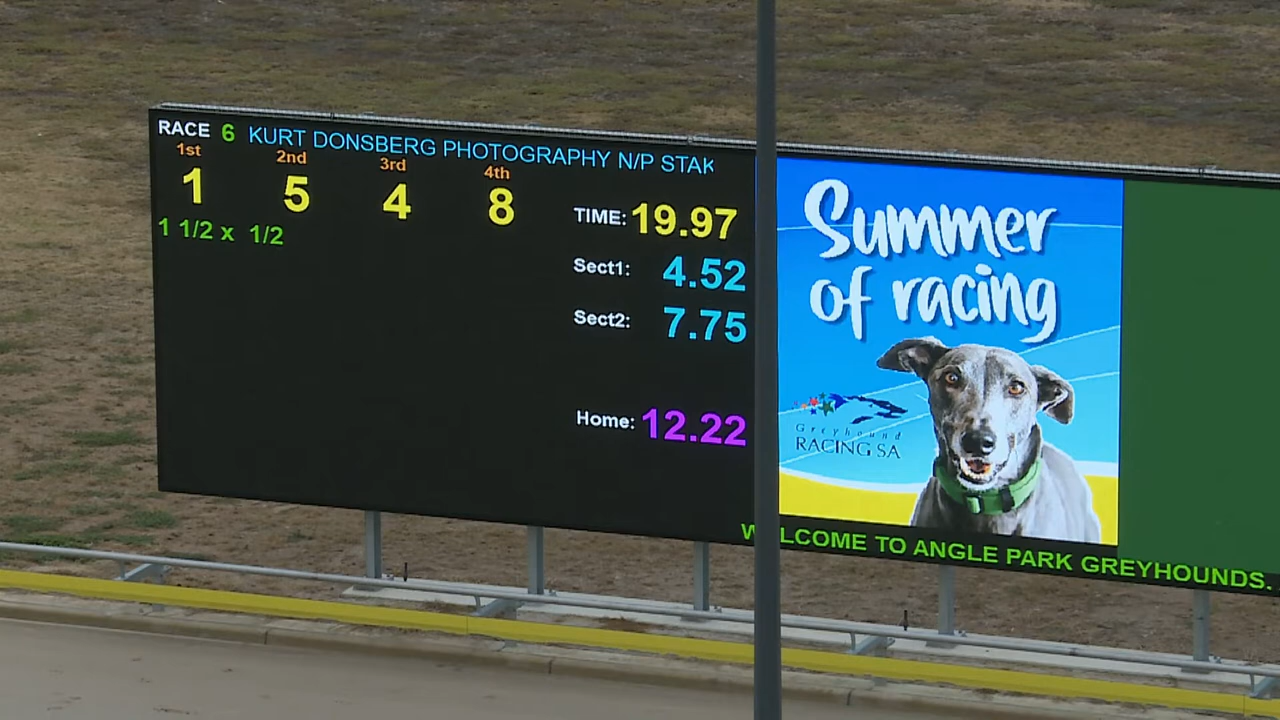 RACE 6 KURT DONSBERG PHOTOGRAPHY N/P STAK
1st 2nd 3rd 4th
1 5 4 8
1 1/2 x 1/2
TIME: 19.97
Sect1: 4.52
Sect2: 7.75
Home: 12.22
Summer
of racing
Greyhound
RACING SA
WELCOME TO ANGLE PARK GREYHOUNDS.